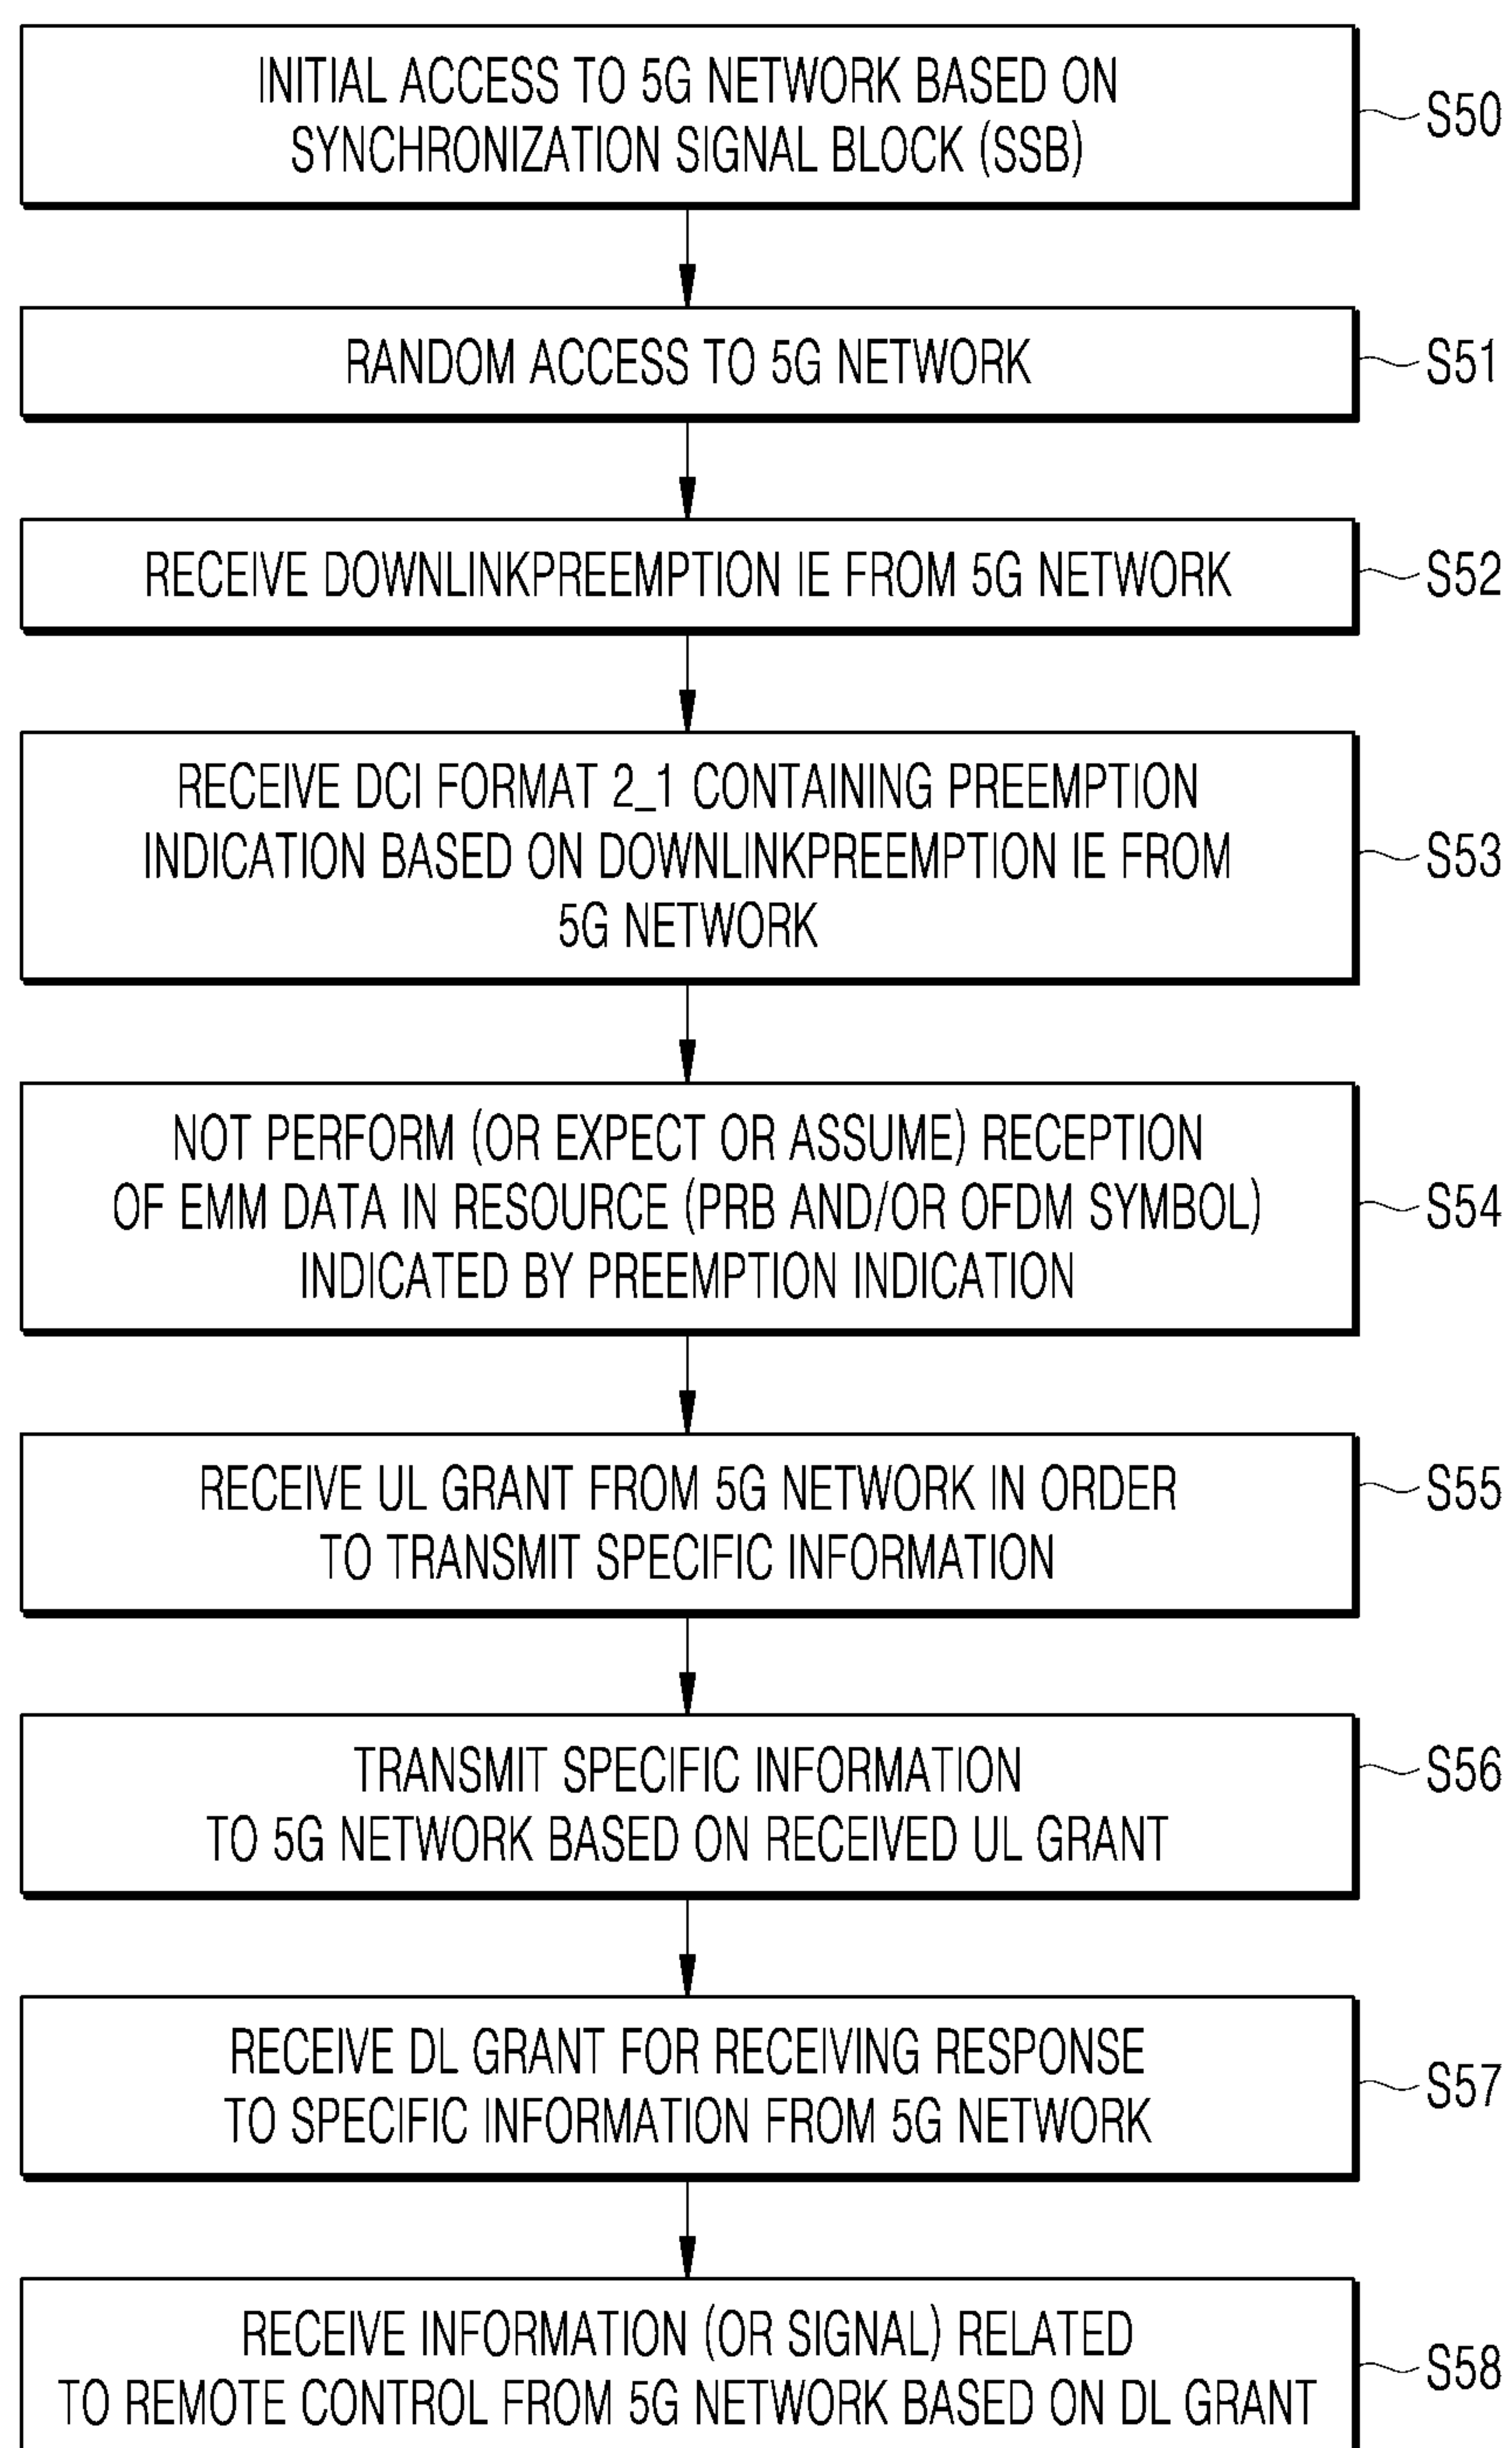 INITIAL ACCESS TO 5G NETWORK BASED ON
SYNCHRONIZATION SIGNAL BLOCK (SSB)
S50
RANDOM ACCESS TO 5G NETWORK
S51
RECEIVE DOWNLINKPREEMPTION IE FROM 5G NETWORK
S52
RECEIVE DCI FORMAT 2_1 CONTAINING PREEMPTION
INDICATION BASED ON DOWNLINKPREEMPTION IE FROM
5G NETWORK
S53
NOT PERFORM (OR EXPECT OR ASSUME) RECEPTION
OF EMM DATA IN RESOURCE (PRB AND/OR OFDM SYMBOL)
INDICATED BY PREEMPTION INDICATION
S54
RECEIVE UL GRANT FROM 5G NETWORK IN ORDER
TO TRANSMIT SPECIFIC INFORMATION
S55
TRANSMIT SPECIFIC INFORMATION
TO 5G NETWORK BASED ON RECEIVED UL GRANT
S56
RECEIVE DL GRANT FOR RECEIVING RESPONSE
TO SPECIFIC INFORMATION FROM 5G NETWORK
S57
RECEIVE INFORMATION (OR SIGNAL) RELATED
TO REMOTE CONTROL FROM 5G NETWORK BASED ON DL GRANT
S58